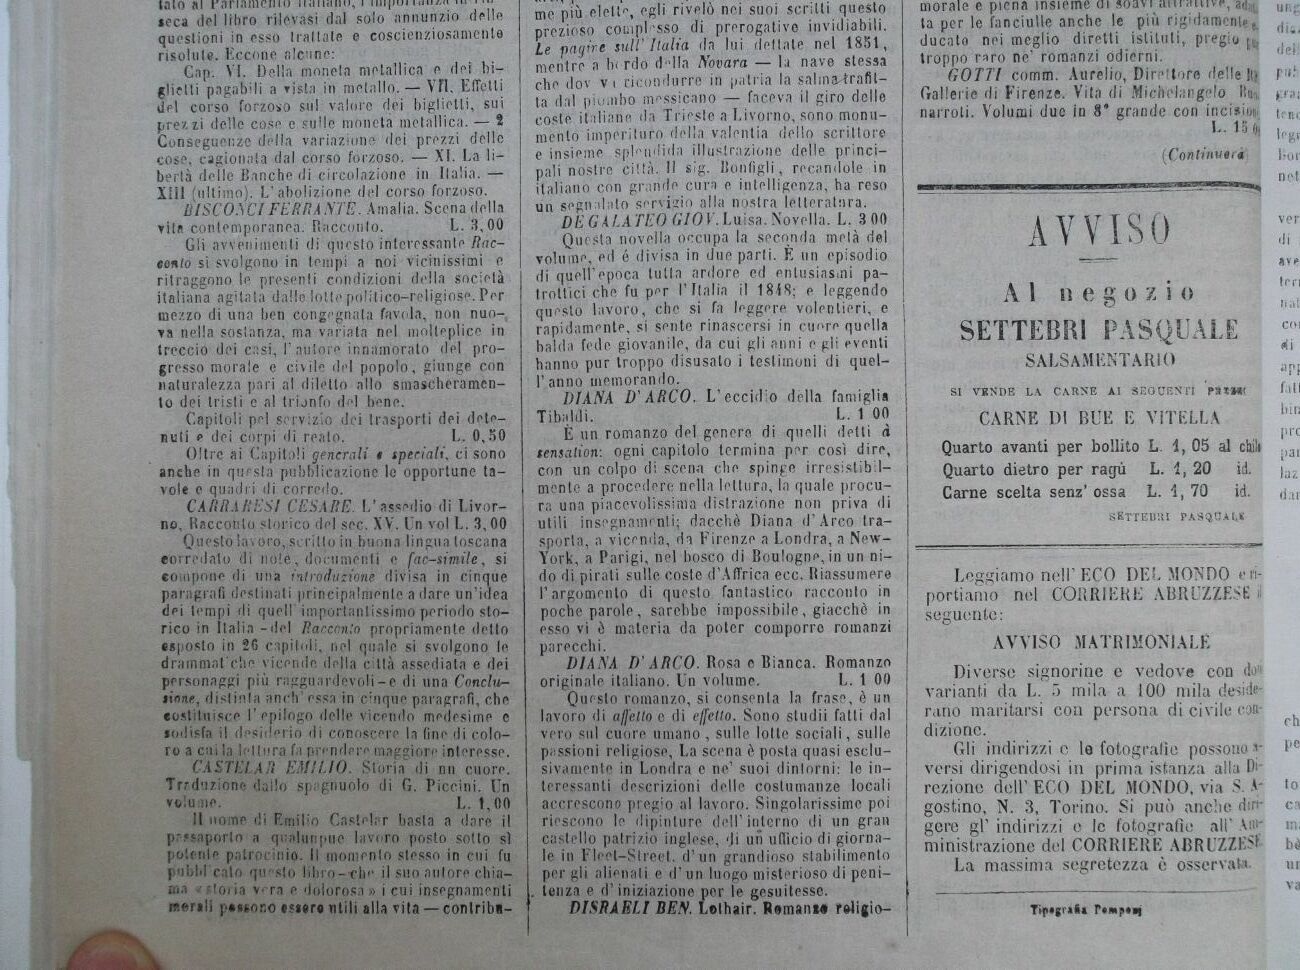 tato al Parlamento italiano, l'importanza in
seca del libro rilevasi dal solo annunzio delle
questioni in esso trattate e coscienziosamente
risolute. Eccone alcune:
Cap. VI. Della moneta metallica e dei bi-
glietti pagabili a vista in metallo. — VII. Effetti
del corso forzoso sul valore dei biglietti, sui
prezzi delle cose e sulle moneta metallica. — 2
Conseguenze della variazione dei prezzi delle
cose, cagionata dal corso forzoso. — XI. La li-
bertà delle Banche di circolazione in Italia. —
XIII (ultimo). L'abolizione del corso forzoso.
BISCONCI FERRANTE. Amalia. Scena della
vita contemporanea. Racconto. L. 3,00
Gli avvenimenti di questo interessante Rac-
conto si svolgono in tempi a noi vicinissimi e
ritraggono le presenti condizioni della società
italiana agitata dalle lotte politico-religiose. Per
mezzo di una ben congegnata favola, non nuo-
va nella sostanza, ma variata nel molteplice in
treccio dei casi, l'autore innamorato del pro-
gresso morale e civile del popolo, giunge con
naturalezza pari al diletto allo smascheramen-
to dei tristi e al trionfo del bene.
Capitoli pel servizio dei trasporti dei dete-
nuti e dei corpi di reato. L. 0,50
Oltre ai Capitoli generali e speciali, ci sono
anche in questa pubblicazione le opportune ta-
vole e quadri di corredo.
CARRARESI CESARE. L'assedio di Livor-
no, Racconto storico del sec. XV. Un vol L. 3,00
Questo lavoro, scritto in buona lingua toscana
corredato di note, documenti e fac-simile, si
compone di una introduzione divisa in cinque
paragrafi destinati principalmente a dare un'idea
dei tempi di quell'importantissimo periodo sto-
rico in Italia - del Racconto propriamente detto
esposto in 26 capitoli, nel quale si svolgono le
drammatiche vicende della città assediata e dei
personaggi più ragguardevoli - e di una Conclu-
sione, distinta anch'essa in cinque paragrafi, che
costituisce l'epilogo delle vicende medesime e
sodisfa il desiderio di conoscere la fine di colo-
ro a cui la lettura fa prendere maggiore interesse.
CASTELAR EMILIO. Storia di un cuore.
Traduzione dallo spagnuolo di G. Piccini. Un
volume. L. 1,00
Il nome di Emilio Castelar basta a dare il
passaporto a qualunque lavoro posto sotto sì
potente patrocinio. Il momento stesso in cui fu
pubblicato questo libro - che il suo autore chia-
ma « storia vera e dolorosa » i cui insegnamenti
morali possono essere utili alla vita — contribu-
me più elette, egli rivelò nei suoi scritti questo
prezioso complesso di prerogative invidiabili.
Le pagine sull'Italia da lui dettate nel 1851,
mentre a bordo della Novara — la nave stessa
che dovea ricondurre in patria la salma trafit-
ta dal piombo messicano — faceva il giro delle
coste italiane da Trieste a Livorno, sono monu-
mento imperituro della valentia dello scrittore
e insieme splendida illustrazione delle princi-
pali nostre città. Il sig. Bonfigli, recandole in
italiano con grande cura e intelligenza, ha reso
un segnalato servizio alla nostra letteratura.
DE GALATEO GIOV. Luisa. Novella. L. 3 00
Questa novella occupa la seconda metà del
volume, ed é divisa in due parti. È un episodio
di quell'epoca tutta ardore ed entusiasmi pa-
triottici che fu per l'Italia il 1848; e leggendo
questo lavoro, che si fa leggere volentieri, e
rapidamente, si sente rinascersi in cuore quella
balda fede giovanile, da cui gli anni e gli eventi
hanno pur troppo disusato i testimoni di quel-
l'anno memorando.
DIANA D'ARCO. L'eccidio della famiglia
Tibaldi. L. 1 00
È un romanzo del genere di quelli detti à
sensation: ogni capitolo termina per così dire,
con un colpo di scena che spinge irresistibil-
mente a procedere nella lettura, la quale procu-
ra una piacevolissima distrazione non priva di
utili insegnamenti; dacchè Diana d'Arco tra-
sporta, a vicenda, da Firenze a Londra, a New-
York, a Parigi, nel bosco di Boulogne, in un ni-
do di pirati sulle coste d'Affrica ecc. Riassumere
l'argomento di questo fantastico racconto in
poche parole, sarebbe impossibile, giacchè in
esso vi è materia da poter comporre romanzi
parecchi.
DIANA D'ARCO. Rosa e Bianca. Romanzo
originale italiano. Un volume. L. 1 00
Questo romanzo, si consenta la frase, è un
lavoro di affetto e di effetto. Sono studii fatti dal
vero sul cuore umano, sulle lotte sociali, sulle
passioni religiose, La scena è posta quasi esclu-
sivamente in Londra e ne' suoi dintorni: le in-
teressanti descrizioni delle costumanze locali
accrescono pregio al lavoro. Singolarissime poi
riescono le dipinture dell'interno di un gran
castello patrizio inglese, di un ufficio di giorna-
le in Fleet-Street, d'un grandioso stabilimento
per gli alienati e d'un luogo misterioso di peni-
tenza e d'iniziazione per le gesuitesse.
DISRAELI BEN. Lothair. Romanzo religio-
morale e piena insieme di soavi attrattive,
ta per le fanciulle anche le più rigidamente e-
ducate nei meglio diretti istituti, pregio
troppo raro ne' romanzi odierni.
GOTTI comm. Aurelio, Direttore delle
Gallerie di Firenze. Vita di Michelangelo
narroti. Volumi due in 8° grande con incisioni
L. 15
(Continuerà)
AVVISO
Al negozio
SETTEBRI PASQUALE
SALSAMENTARIO
SI VENDE LA CARNE AI SEGUENTI PREZZI
CARNE DI BUE E VITELLA
Quarto avanti per bollito L. 1, 05 al chil
Quarto dietro per ragù L. 1, 20 id.
Carne scelta senz'ossa L. 1, 70 id.
SETTEBRI PASQUALE
Leggiamo nell'ECO DEL MONDO e ri-
portiamo nel CORRIERE ABRUZZESE il
seguente:
AVVISO MATRIMONIALE
Diverse signorine e vedove con do-
varianti da L. 5 mila a 100 mila deside-
rano maritarsi con persona di civile con-
dizione.
Gli indirizzi e le fotografie possono a-
versi dirigendosi in prima istanza alla Di-
rezione dell'ECO DEL MONDO, via S. A-
gostino, N. 3, Torino. Si può anche diri-
gere gl'indirizzi e le fotografie all'Am-
ministrazione del CORRIERE ABRUZZESE
La massima segretezza è osservata.
Tipografia Pomponj